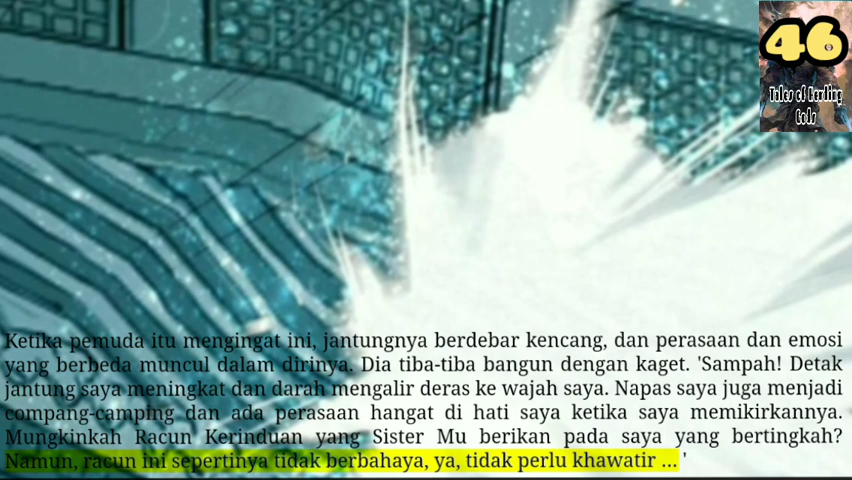 46
Tales of Herding
Gods
Ketika pemuda itu mengingat ini, jantungnya berdebar kencang, dan perasaan dan emosi
yang berbeda muncul dalam dirinya. Dia tiba-tiba bangun dengan kaget. 'Sampah! Detak
jantung saya meningkat dan darah mengalir deras ke wajah saya. Napas saya juga menjadi
compang-camping dan ada perasaan hangat di hati saya ketika saya memikirkannya.
Mungkinkah Racun Kerinduan yang Sister Mu berikan pada saya yang bertingkah?
Namun, racun ini sepertinya tidak berbahaya, ya, tidak perlu khawatir ... '